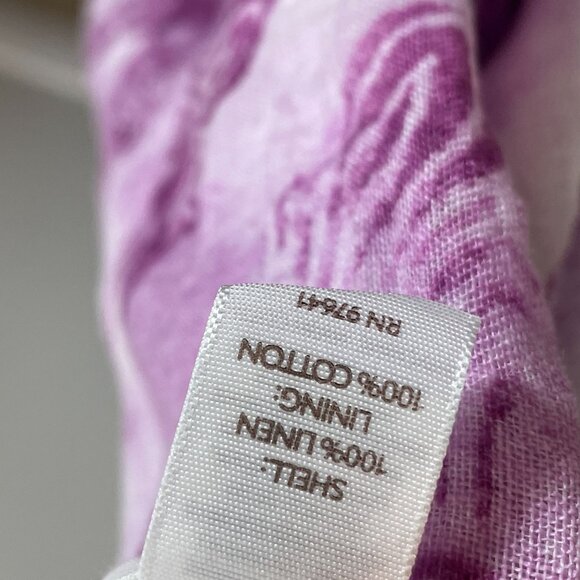 SHELL:
100% LINEN
LINING:
100% COTTON
RN 97641